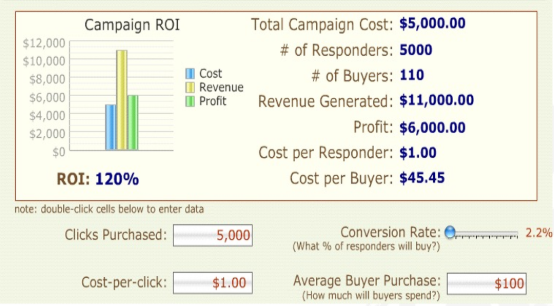 Campaign ROI
$12,000
$10,000
$8,000
$6,000
$4,000
$2,000
$0
Cost
Revenue
Profit
ROI: 120%
Total Campaign Cost: $5,000.00
# of Responders: 5000
# of Buyers: 110
Revenue Generated: $11,000.00
Profit: $6,000.00
Cost per Responder: $1.00
Cost per Buyer: $45.45
note: double-click cells below to enter data
Clicks Purchased: 5,000
Conversion Rate: 2.2%
(What % of responders will buy?)
Cost-per-click: $1.00
Average Buyer Purchase: $100
(How much will buyers spend?)